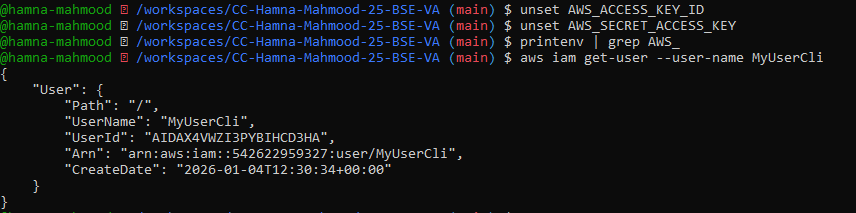 @hamna-mahmood /workspaces/CC-Hamna-Mahmood-25-BSE-VA (main) $ unset AWS_ACCESS_KEY_ID
@hamna-mahmood /workspaces/CC-Hamna-Mahmood-25-BSE-VA (main) $ unset AWS_SECRET_ACCESS_KEY
@hamna-mahmood /workspaces/CC-Hamna-Mahmood-25-BSE-VA (main) $ printenv | grep AWS_
@hamna-mahmood /workspaces/CC-Hamna-Mahmood-25-BSE-VA (main) $ aws iam get-user --user-name MyUserCli
{
    "User": {
        "Path": "/",
        "UserName": "MyUserCli",
        "UserId": "AIDAX4VWZI3PYBIHCD3HA",
        "Arn": "arn:aws:iam::542622959327:user/MyUserCli",
        "CreateDate": "2026-01-04T12:30:34+00:00"
    }
}